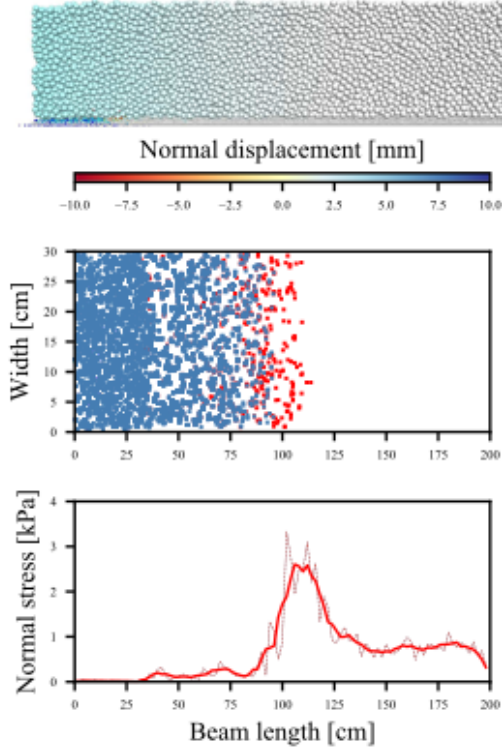 Normal displacement [mm]
−10.0 −7.5 −5.0 −2.5 0.0 2.5 5.0 7.5 10.0
Width [cm]
30
25
20
15
10
5
0
0 25 50 75 100 125 150 175 200
Normal stress [kPa]
4
3
2
1
0
0 25 50 75 100 125 150 175 200
Beam length [cm]